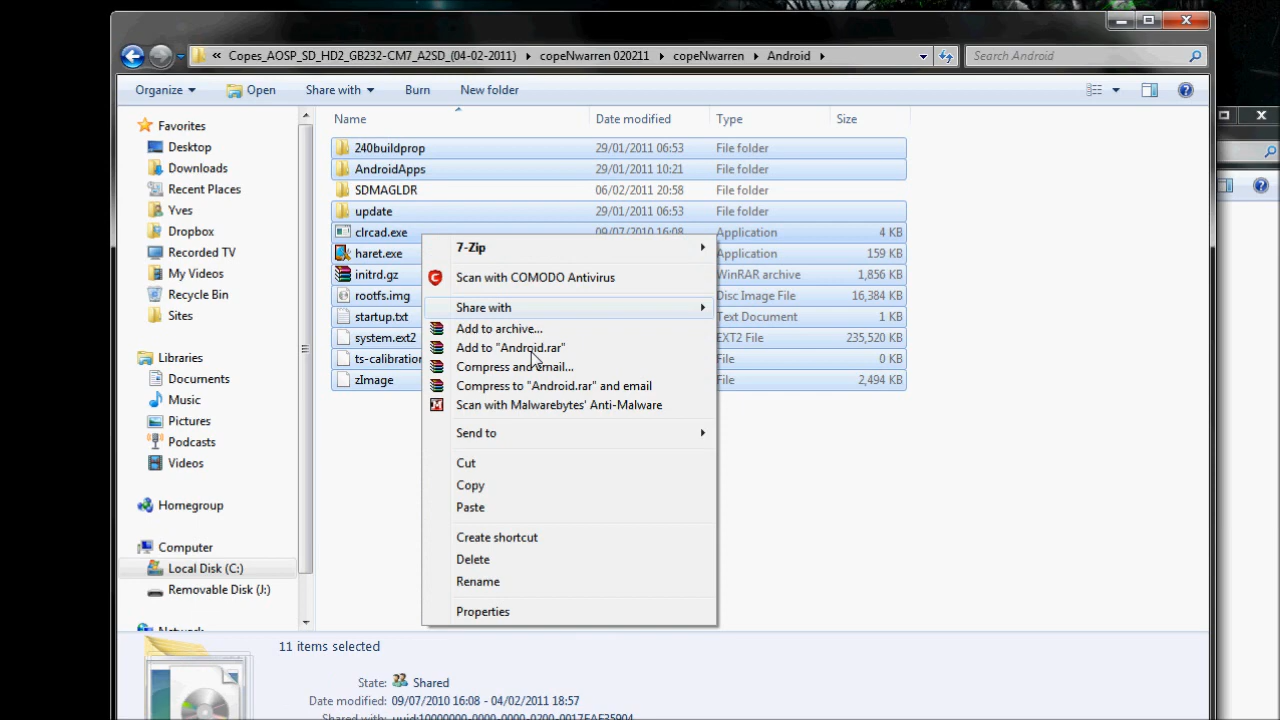 Copes_AOSP_SD_HD2_GB232-CM7_A2SD_(04-02-2011) copeNwarren 020211 copeNwarren Android Search Android
Organize Open Share with Burn New folder
Name Date modified Type Size
Favorites
Desktop
Downloads
Recent Places
Yves
Dropbox
Recorded TV
My Videos
Recycle Bin
Sites
Libraries
Documents
Music
Pictures
Podcasts
Videos
Homegroup
Computer
Local Disk (C:)
Removable Disk (J:)
Network
240buildprop 29/01/2011 06:53 File folder
AndroidApps 29/01/2011 10:21 File folder
SDMAGLDR 06/02/2011 20:58 File folder
update 29/01/2011 06:53 File folder
clrcad.exe 09/07/2010 16:08 Application 4 KB
haret.exe Application 159 KB
initrd.gz WinRAR archive 1,856 KB
rootfs.img Disc Image File 16,384 KB
startup.txt Text Document 1 KB
system.ext2 EXT2 File 235,520 KB
ts-calibration File 0 KB
zImage File 2,494 KB
7-Zip
Scan with COMODO Antivirus
Share with
Add to archive...
Add to "Android.rar"
Compress and email...
Compress to "Android.rar" and email
Scan with Malwarebytes' Anti-Malware
Send to
Cut
Copy
Paste
Create shortcut
Delete
Rename
Properties
11 items selected
State: Shared
Date modified: 09/07/2010 16:08 - 04/02/2011 18:57
Shared with: